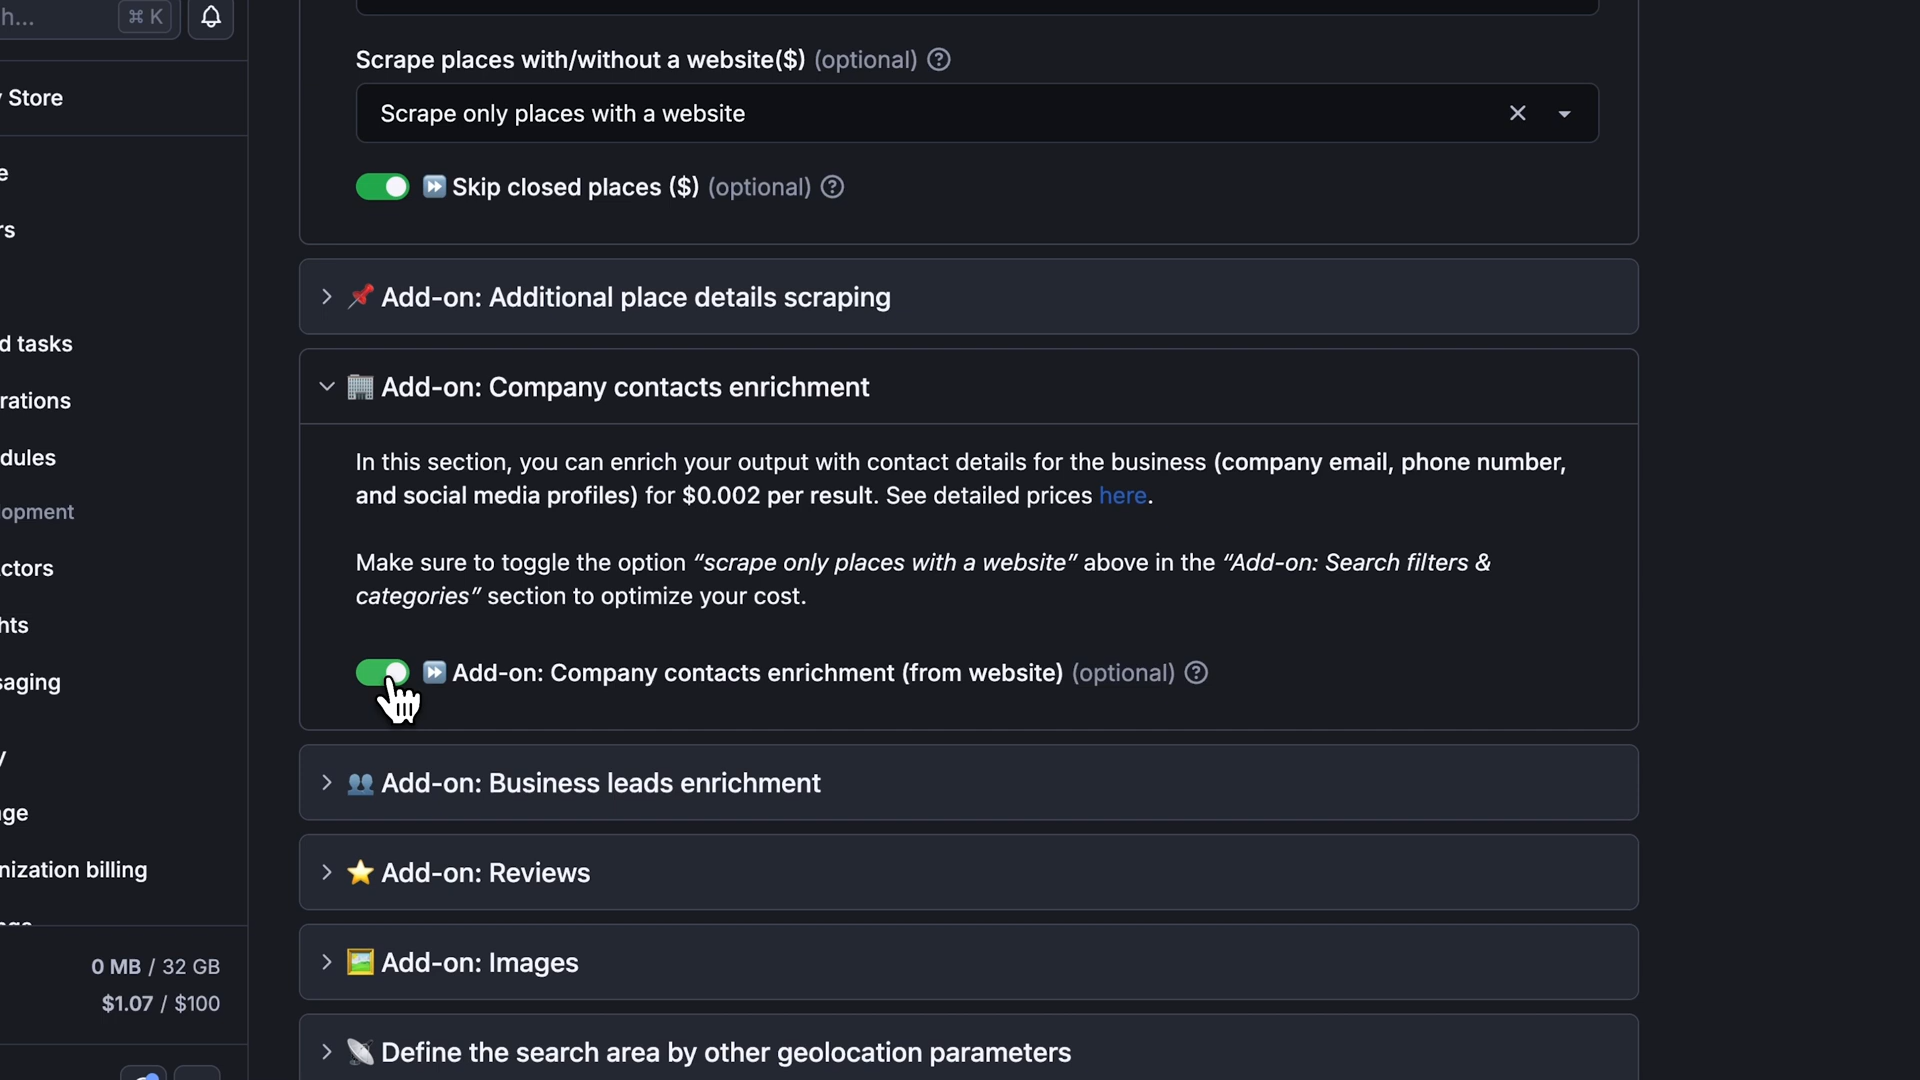 h...
⌘ K
Store
e
rs
d tasks
rations
dules
opment
ctors
hts
saging
y
ge
nization billing
0 MB / 32 GB
$1.07 / $100
Scrape places with/without a website($) (optional)
Scrape only places with a website
Skip closed places ($) (optional)
Add-on: Additional place details scraping
Add-on: Company contacts enrichment
In this section, you can enrich your output with contact details for the business (company email, phone number,
and social media profiles) for $0.002 per result. See detailed prices here.
Make sure to toggle the option “scrape only places with a website” above in the “Add-on: Search filters &
categories” section to optimize your cost.
Add-on: Company contacts enrichment (from website) (optional)
Add-on: Business leads enrichment
Add-on: Reviews
Add-on: Images
Define the search area by other geolocation parameters